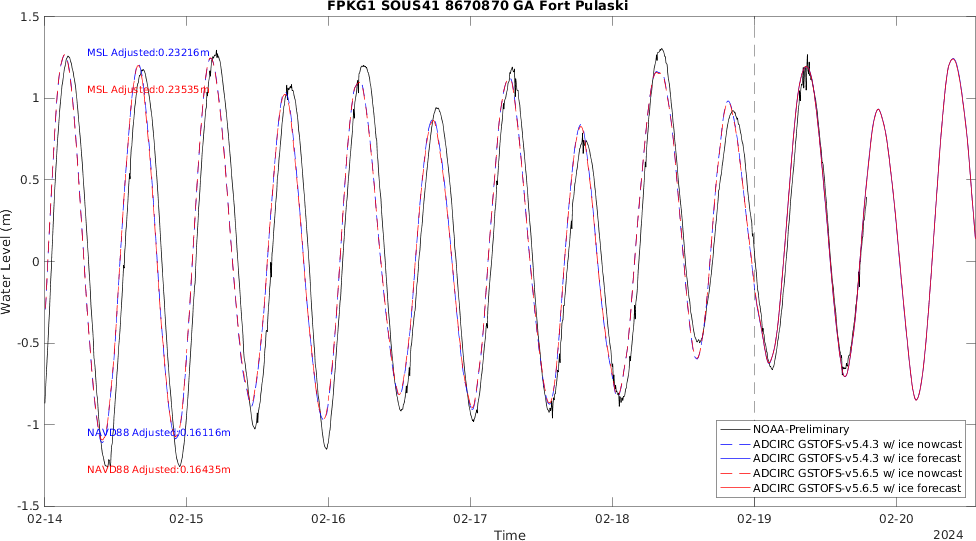 FPKG1 SOUS41 8670870 GA Fort Pulaski
1.5
1
0.5
0
-0.5
-1
-1.5
Water Level (m)
MSL Adjusted:0.23216m
MSL Adjusted:0.23535m
NAVD88 Adjusted:0.16116m
NAVD88 Adjusted:0.16435m
NOAA-Preliminary
ADCIRC GSTOFS-v5.4.3 w/ ice nowcast
ADCIRC GSTOFS-v5.4.3 w/ ice forecast
ADCIRC GSTOFS-v5.6.5 w/ ice nowcast
ADCIRC GSTOFS-v5.6.5 w/ ice forecast
02-14 02-15 02-16 02-17 02-18 02-19 02-20
Time
2024